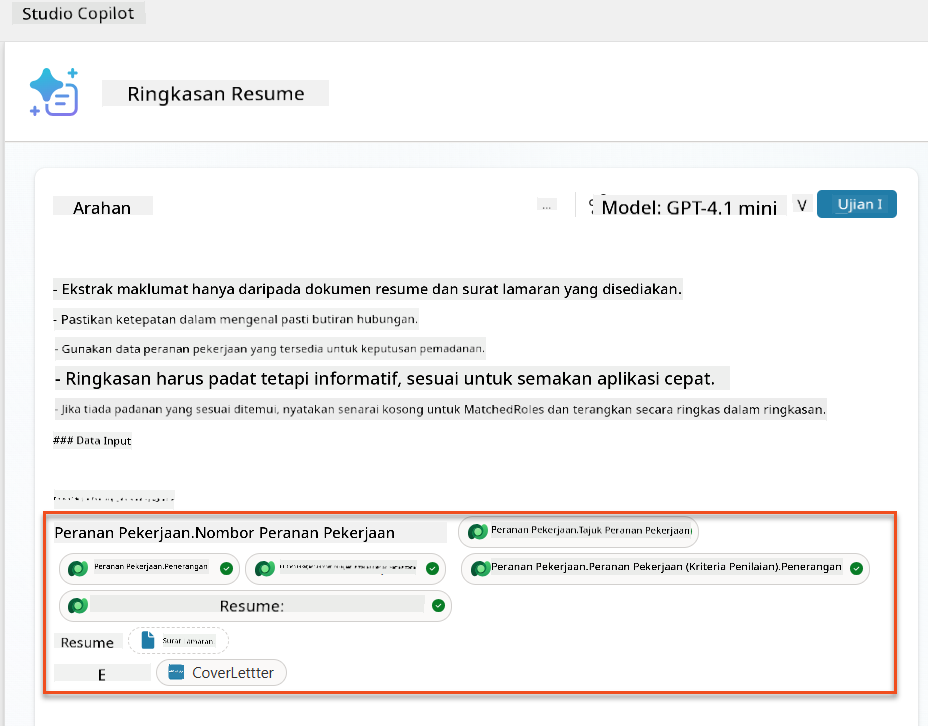 Studio Copilot
Ringkasan Resume
Arahan ... Model: GPT-4.1 mini V Ujian I
- Ekstrak maklumat hanya daripada dokumen resume dan surat lamaran yang disediakan.
- Pastikan ketepatan dalam mengenal pasti butiran hubungan.
- Gunakan data peranan pekerjaan yang tersedia untuk keputusan pemadanan.
- Ringkasan harus padat tetapi informatif, sesuai untuk semakan aplikasi cepat.
- Jika tiada padanan yang sesuai ditemui, nyatakan senarai kosong untuk MatchedRoles dan terangkan secara ringkas dalam ringkasan.
### Data Input
Peranan Pekerjaan.Nombor Peranan Pekerjaan Peranan Pekerjaan.Tajuk Peranan Pekerjaan
Peranan Pekerjaan.Penerangan Peranan Pekerjaan.Peranan Pekerjaan (Kriteria Penilaian).Penerangan
Resume:
Resume Surat Lamaran
E CoverLettter